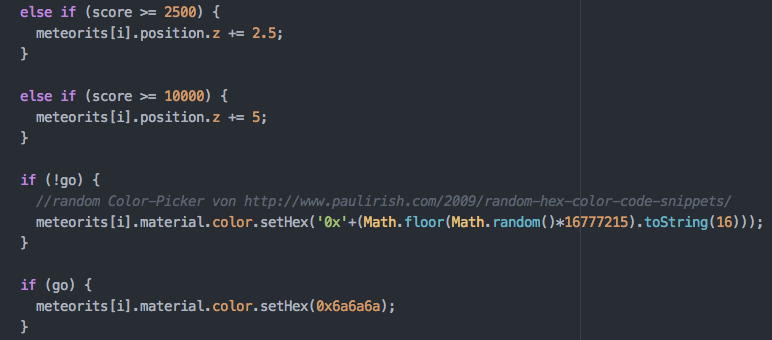 else if (score >= 2500) {
meteorits[i].position.z += 2.5;
}
else if (score >= 10000) {
meteorits[i].position.z += 5;
}
if (!go) {
//random Color-Picker von http://www.paulirish.com/2009/random-hex-color-code-snippets/
meteorits[i].material.color.setHex('0x'+(Math.floor(Math.random()*16777215).toString(16)));
}
if (go) {
meteorits[i].material.color.setHex(0x6a6a6a);
}